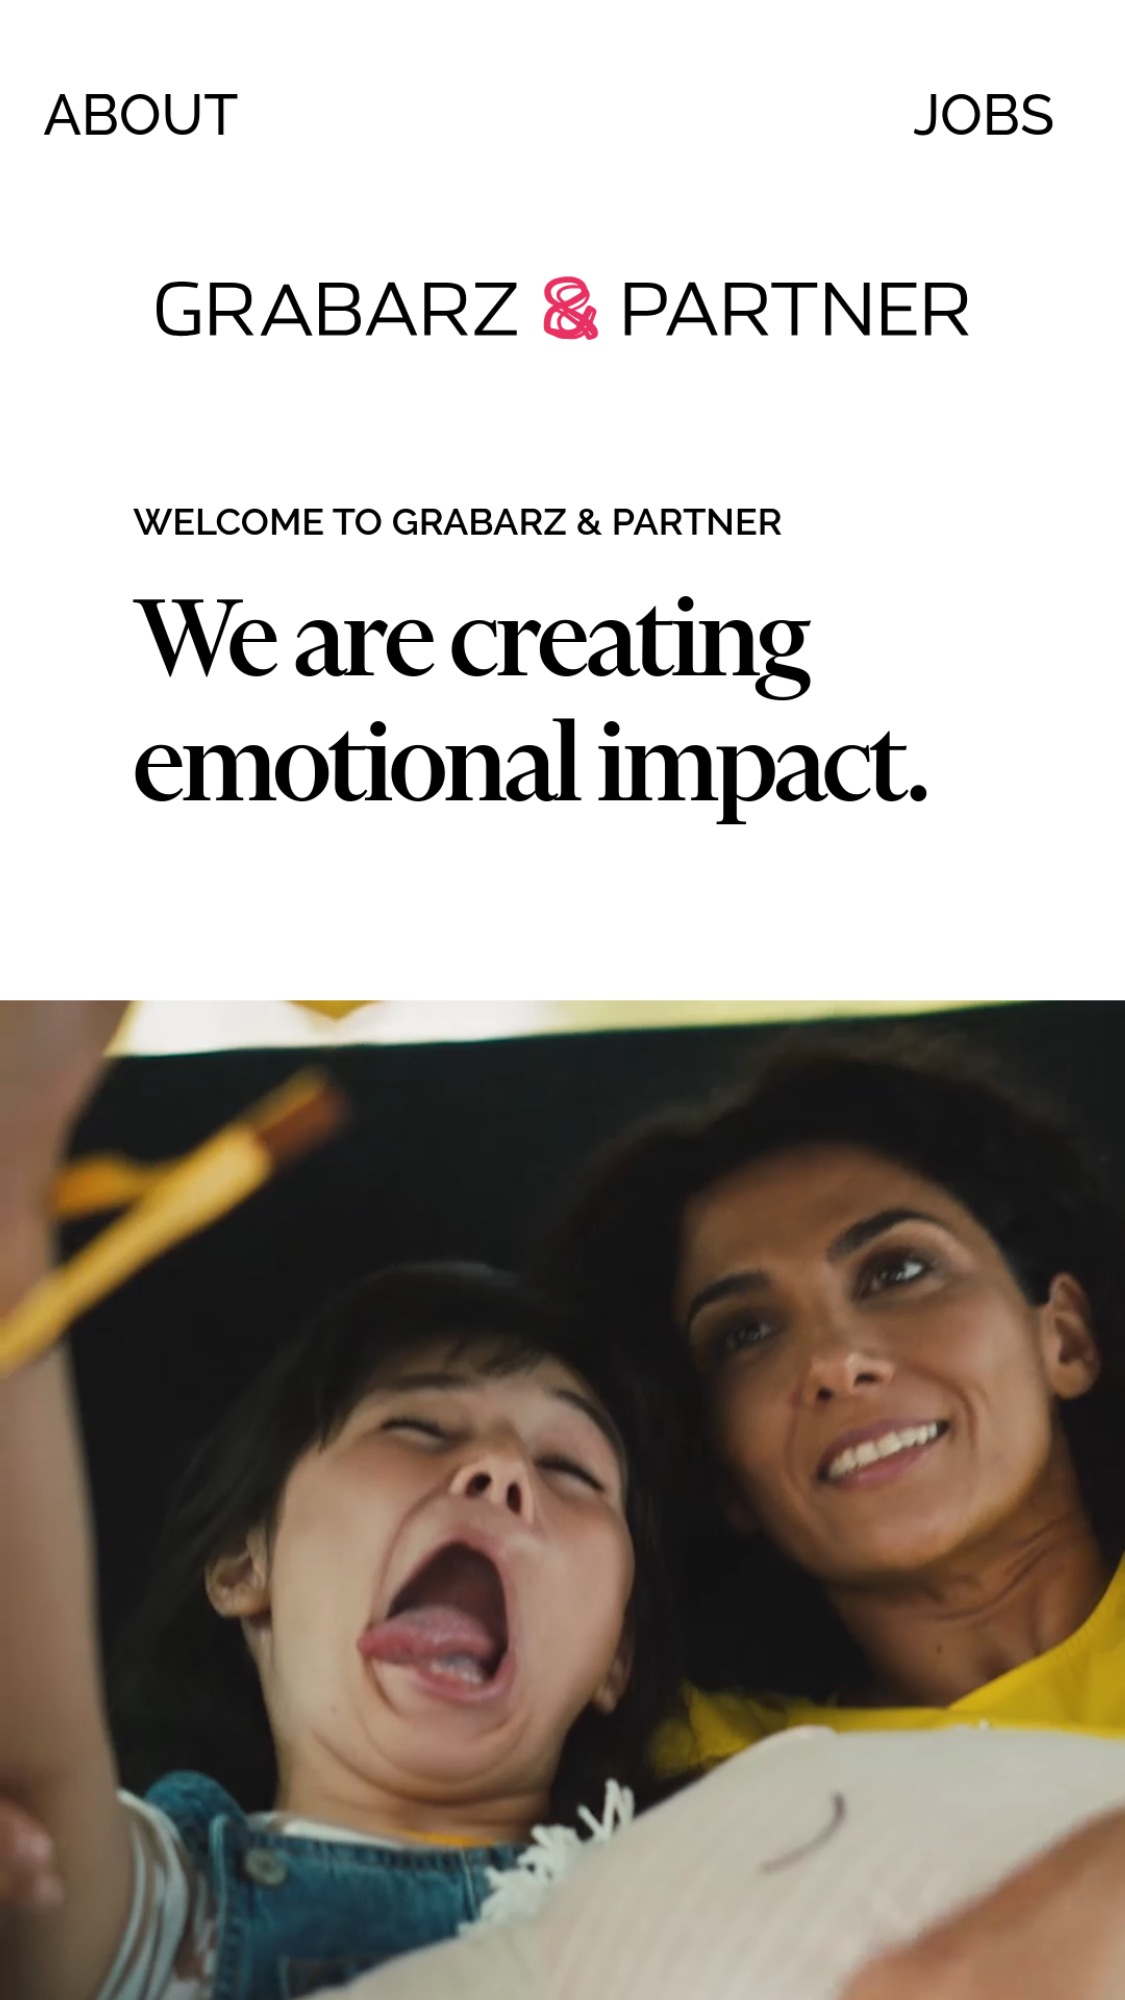 ABOUT
JOBS
GRABARZ & PARTNER
WELCOME TO GRABARZ & PARTNER
We are creating
emotional impact.